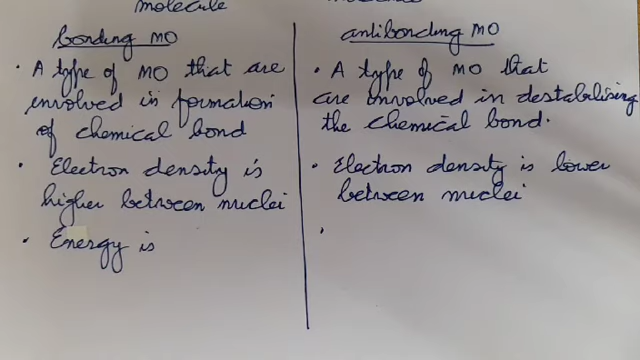 molecule
bonding MO
• A type of MO that are
involved in formation
of chemical bond
• Electron density is
higher between nuclei
• Energy is
antibonding MO
• A type of MO that
are involved in destabilising
the chemical bond.
• Electron density is lower
between nuclei
•